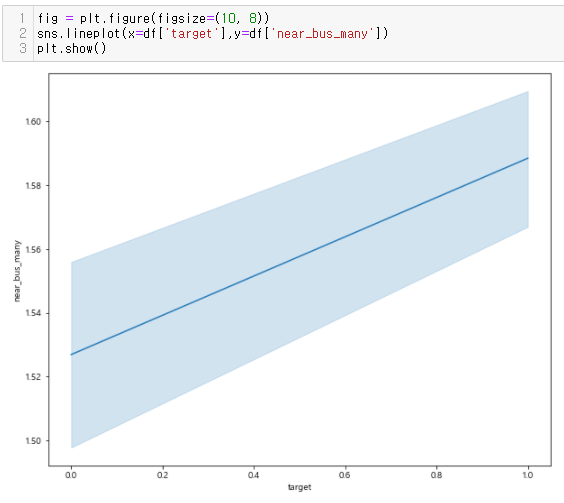 1 fig = plt.figure(figsize=(10, 8))
2 sns.lineplot(x=df['target'],y=df['near_bus_many'])
3 plt.show()
1.60
1.58
1.56
1.54
1.52
1.50
near_bus_many
0.0 0.2 0.4 0.6 0.8 1.0
target